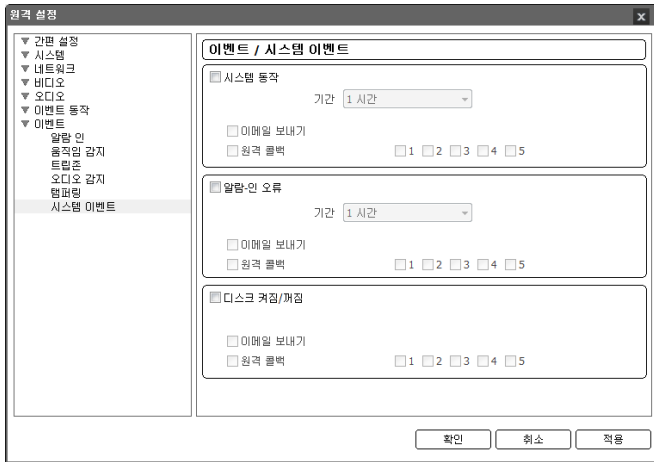 원격 설정
x
간편 설정
시스템
네트워크
비디오
오디오
이벤트 동작
이벤트
알람 인
움직임 감지
트립존
오디오 감지
탬퍼링
시스템 이벤트
이벤트 / 시스템 이벤트
시스템 동작
기간 1 시간
이메일 보내기
원격 콜백 1 2 3 4 5
알람-인 오류
기간 1 시간
이메일 보내기
원격 콜백 1 2 3 4 5
디스크 켜짐/꺼짐
이메일 보내기
원격 콜백 1 2 3 4 5
확인 취소 적용